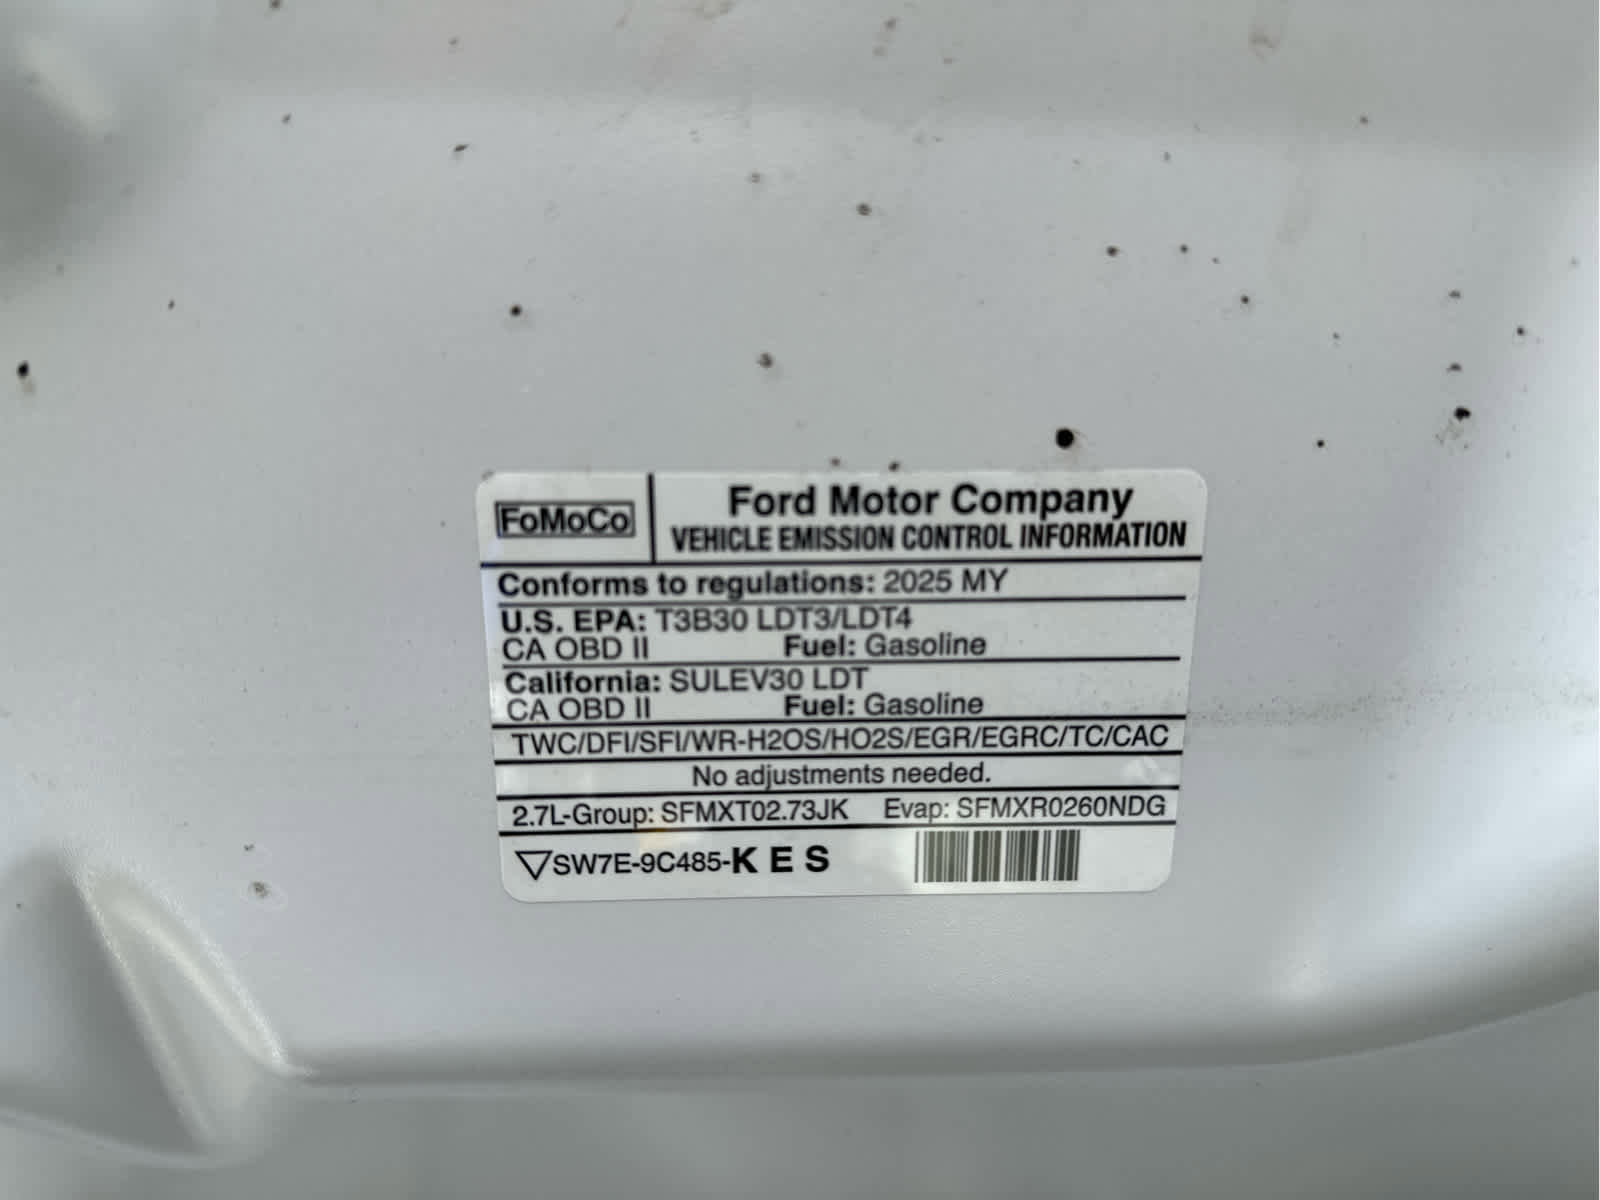 FoMoCo
Ford Motor Company
VEHICLE EMISSION CONTROL INFORMATION
Conforms to regulations: 2025 MY
U.S. EPA: T3B30 LDT3/LDT4
CA OBD II Fuel: Gasoline
California: SULEV30 LDT
CA OBD II Fuel: Gasoline
TWC/DFI/SFI/WR-H2OS/HO2S/EGR/EGRC/TC/CAC
No adjustments needed.
2.7L-Group: SFMXT02.73JK Evap: SFMXR0260NDG
SW7E-9C485-K E S